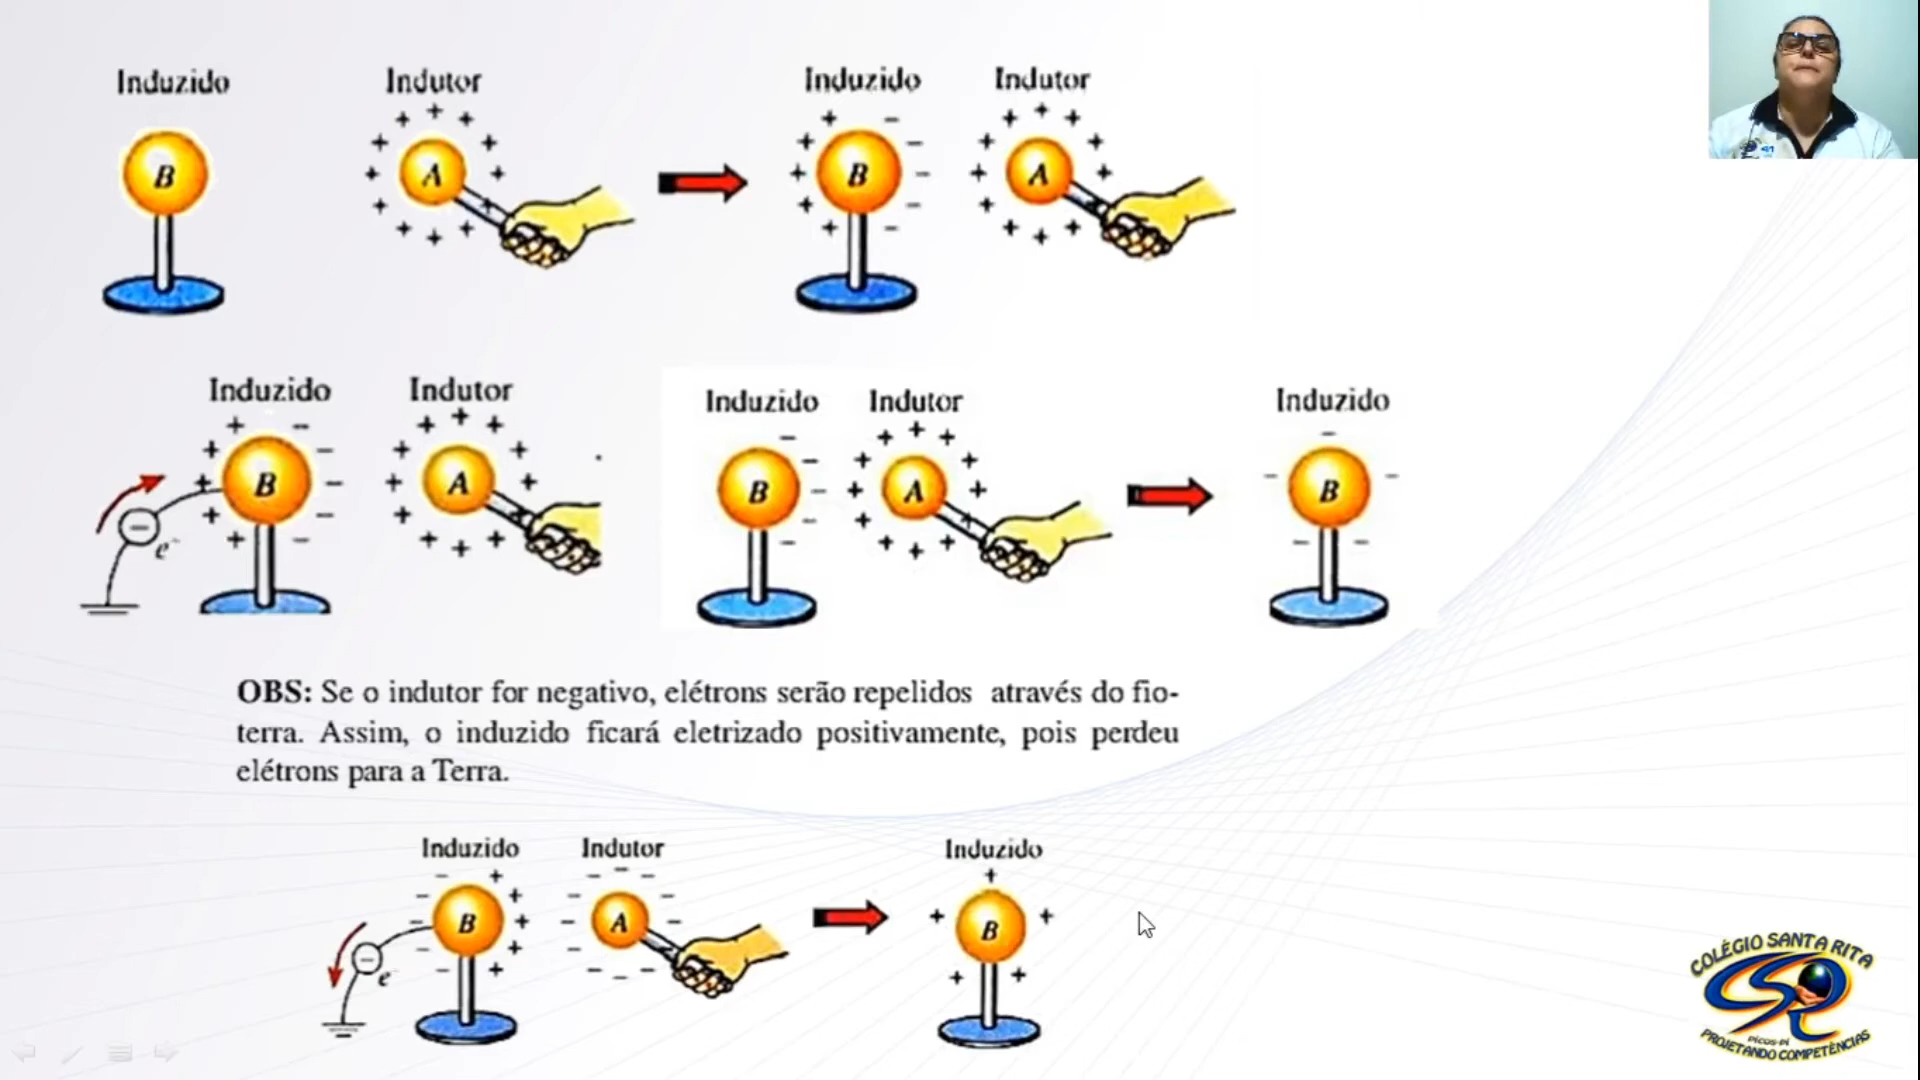 Induzido
Indutor
Induzido
Indutor
B
A
B
A
Induzido
Indutor
Induzido
Indutor
Induzido
B
A
B
A
B
e-
OBS: Se o indutor for negativo, elétrons serão repelidos através do fio-
terra. Assim, o induzido ficará eletrizado positivamente, pois perdeu
elétrons para a Terra.
Induzido
Indutor
Induzido
B
A
B
e
COLÉGIO SANTA RITA
PICOS-PI
PROJETANDO COMPETÊNCIAS